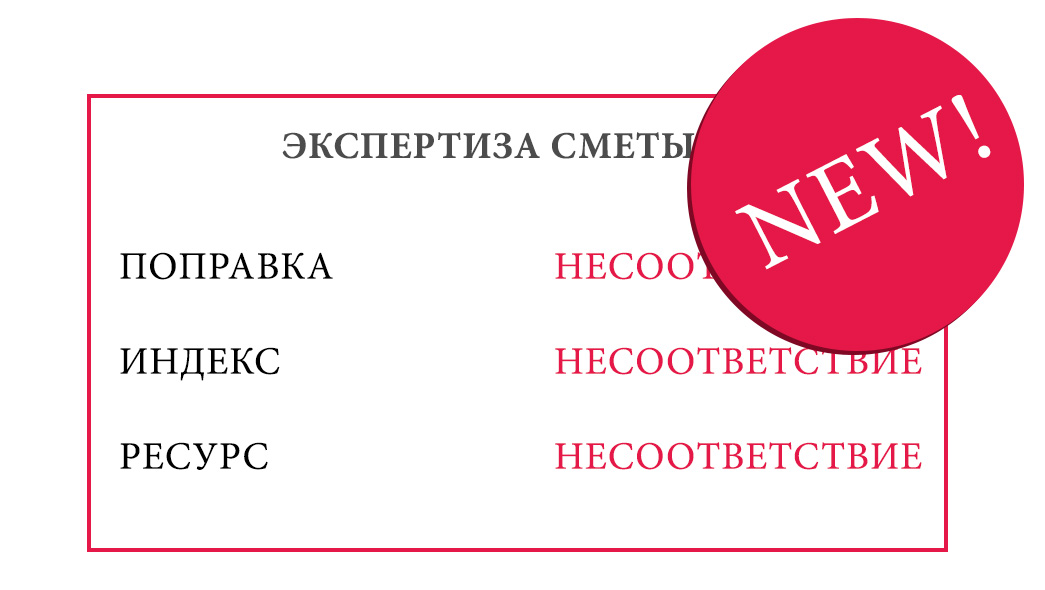 ЭКСПЕРТИЗА СМЕТЫ
NEW!
ПОПРАВКА
ИНДЕКС НЕСООТВЕТСТВИЕ
РЕСУРС НЕСООТВЕТСТВИЕ